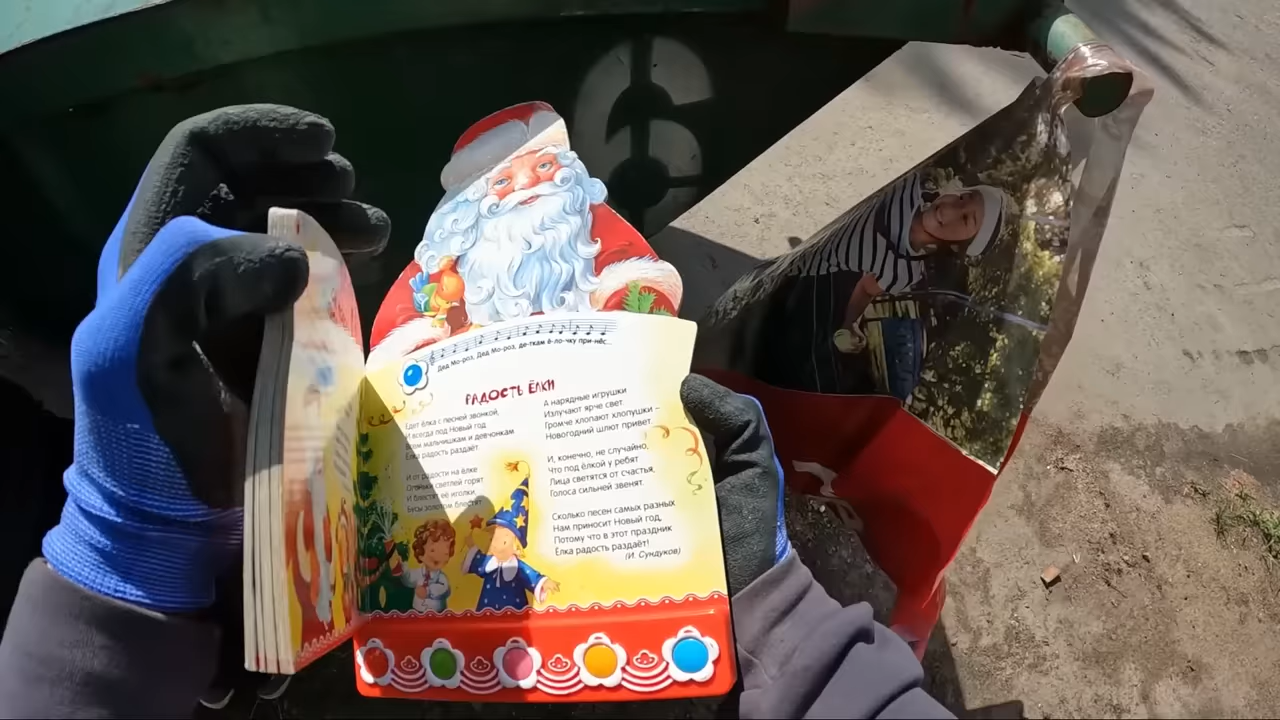 6
Дед Мо-роз, Дед Мо-роз, де-ткам ё-ло-чку при-нёс...
РАДОСТЬ ЁЛКИ
Едет ёлка с песней звонкой,
И всегда под Новый год
Всем мальчишкам и девчонкам
Ёлка радость раздаёт.
И от радости на ёлке
Огоньки светлей горят
И блестят её иголки,
Бусы золотом блестят.
А нарядные игрушки
Излучают ярче свет.
Громче хлопают хлопушки –
Новогодний шлют привет.
И, конечно, не случайно,
Что под ёлкой у ребят
Лица светятся от счастья,
Голоса сильней звенят.
Сколько песен самых разных
Нам приносит Новый год,
Потому что в этот праздник
Ёлка радость раздаёт!
(И. Сундуков)